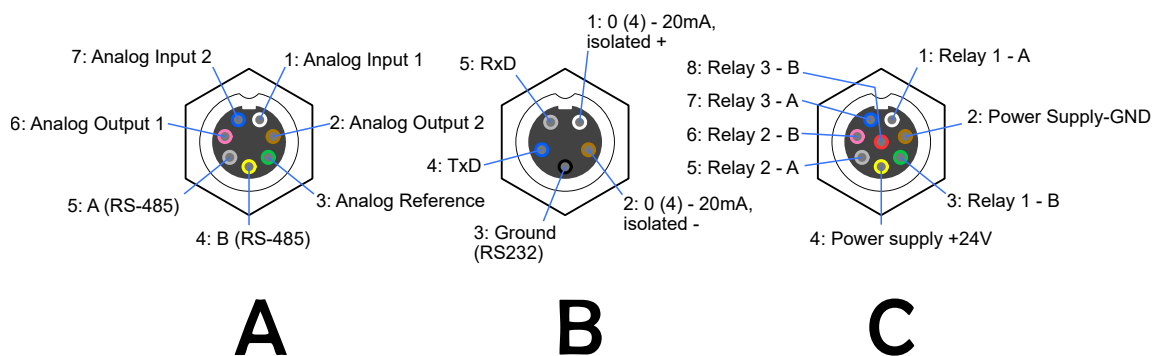 7: Analog Input 2
1: Analog Input 1
6: Analog Output 1
2: Analog Output 2
5: A (RS-485)
3: Analog Reference
4: B (RS-485)
1: 0 (4) - 20mA,
isolated +
5: RxD
4: TxD
2: 0 (4) - 20mA,
isolated -
3: Ground
(RS232)
1: Relay 1 - A
8: Relay 3 - B
7: Relay 3 - A
2: Power Supply-GND
6: Relay 2 - B
5: Relay 2 - A
3: Relay 1 - B
4: Power supply +24V
A
B
C